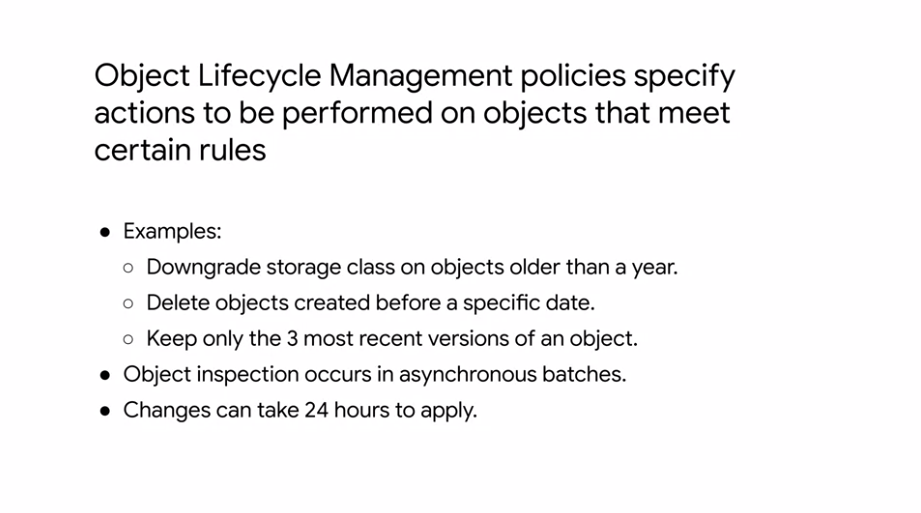 Object Lifecycle Management policies specify
actions to be performed on objects that meet
certain rules
● Examples:
○ Downgrade storage class on objects older than a year.
○ Delete objects created before a specific date.
○ Keep only the 3 most recent versions of an object.
● Object inspection occurs in asynchronous batches.
● Changes can take 24 hours to apply.